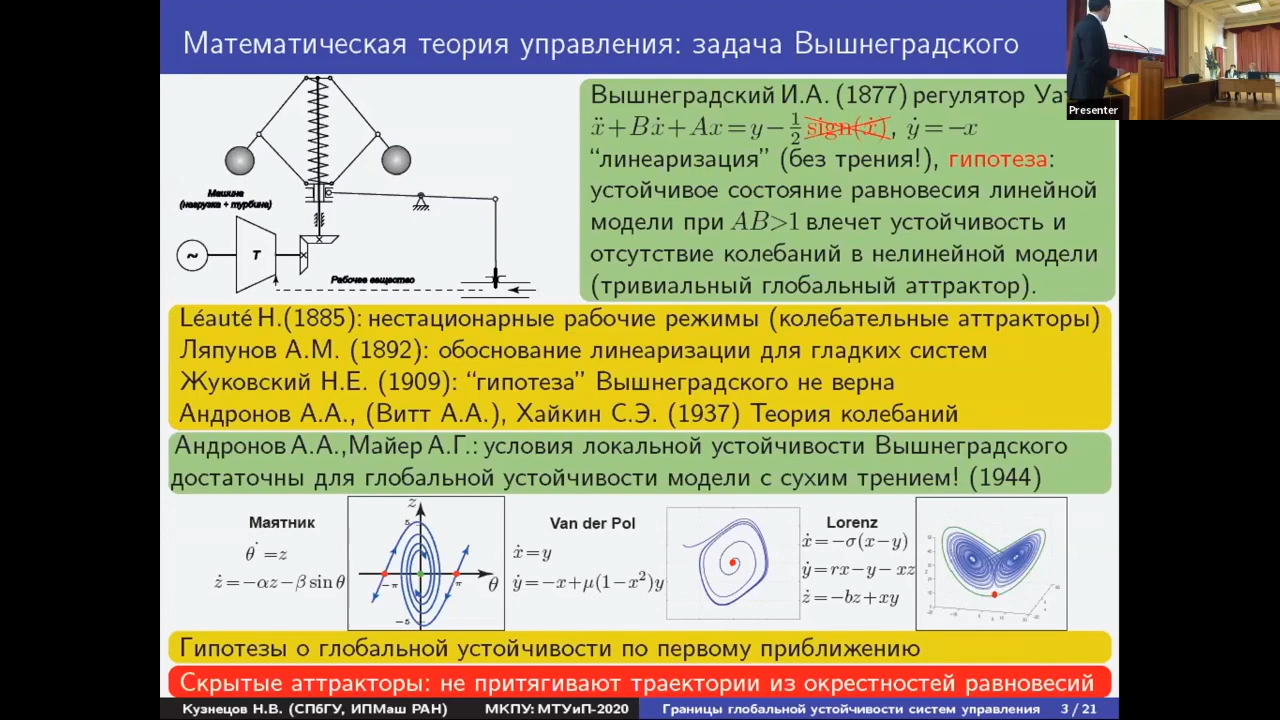 Математическая теория управления: задача Вышнеградского
Presenter
Машина
(нагрузка + турбина)
~
T
Рабочее вещество
Вышнеградский И.А. (1877) регулятор
ẍ+Bẋ+Ax=y−½sign(ẋ), ẏ=−x
“линеаризация” (без трения!), гипотеза:
устойчивое состояние равновесия линейной
модели при AB>1 влечет устойчивость и
отсутствие колебаний в нелинейной модели
(тривиальный глобальный аттрактор).
Léauté H.(1885): нестационарные рабочие режимы (колебательные аттракторы)
Ляпунов А.М. (1892): обоснование линеаризации для гладких систем
Жуковский Н.Е. (1909): “гипотеза” Вышнеградского не верна
Андронов А.А., (Витт А.А.), Хайкин С.Э. (1937) Теория колебаний
Андронов А.А.,Майер А.Г.: условия локальной устойчивости Вышнеградского
достаточны для глобальной устойчивости модели с сухим трением! (1944)
Маятник
θ̇ =z
ż=−αz−β sin θ
z
5
−π
π
θ
−5
Van der Pol
ẋ=y
ẏ=−x+μ(1−x²)y
Lorenz
ẋ=−σ(x−y)
ẏ=rx−y−xz
ż=−bz+xy
Гипотезы о глобальной устойчивости по первому приближению
Скрытые аттракторы: не притягивают траектории из окрестностей равновесий
Кузнецов Н.В. (СПбГУ, ИПМаш РАН) МКПУ: МТУиП-2020 Границы глобальной устойчивости систем управления 3 / 21